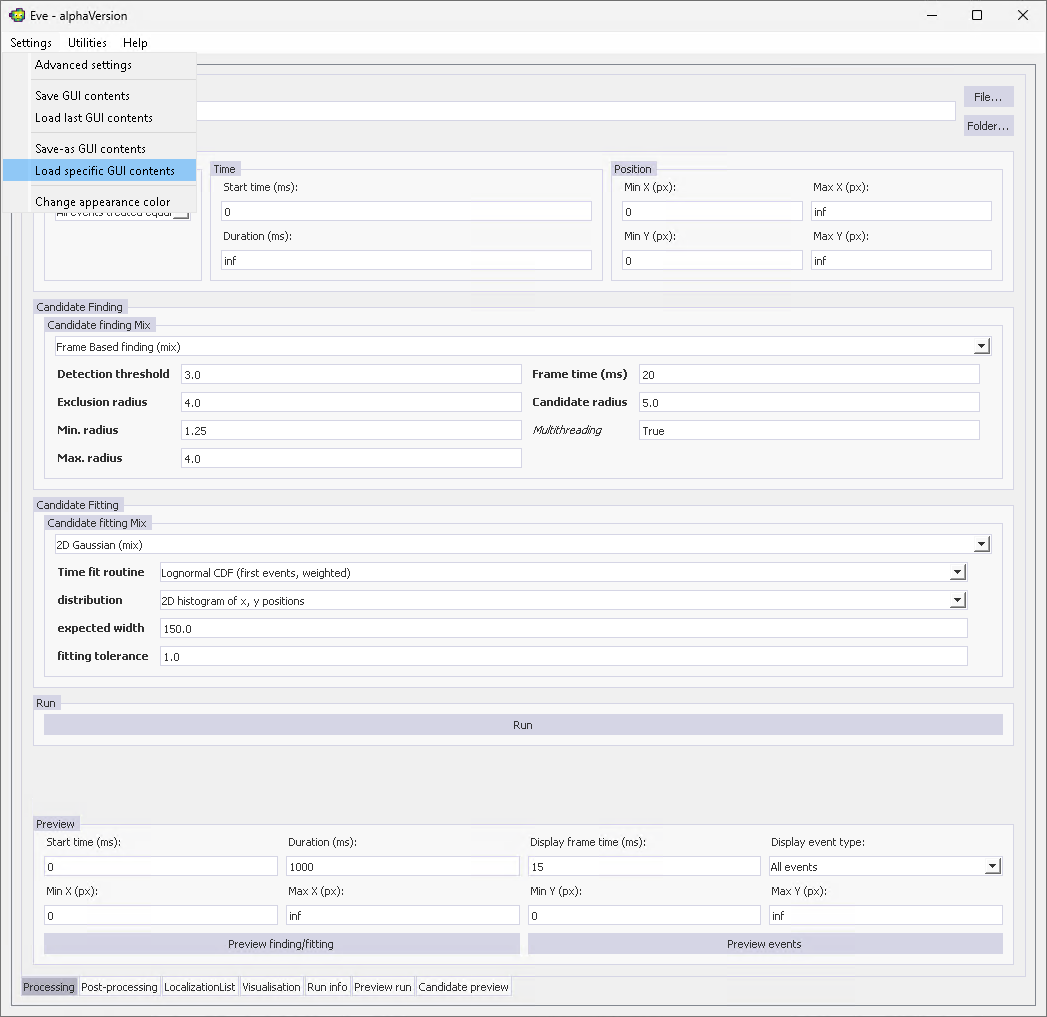 Eve - alphaVersion
Settings Utilities Help
Advanced settings
Save GUI contents
Load last GUI contents
Save-as GUI contents
Load specific GUI contents
Change appearance color
File...
Folder...
All events treated equal
Time
Start time (ms):
0
Duration (ms):
inf
Position
Min X (px): Max X (px):
0 inf
Min Y (px): Max Y (px):
0 inf
Candidate Finding
Candidate finding Mix
Frame Based finding (mix)
Detection threshold 3.0 Frame time (ms) 20
Exclusion radius 4.0 Candidate radius 5.0
Min. radius 1.25 Multithreading True
Max. radius 4.0
Candidate Fitting
Candidate fitting Mix
2D Gaussian (mix)
Time fit routine Lognormal CDF (first events, weighted)
distribution 2D histogram of x, y positions
expected width 150.0
fitting tolerance 1.0
Run
Run
Preview
Start time (ms): Duration (ms): Display frame time (ms): Display event type:
0 1000 15 All events
Min X (px): Max X (px): Min Y (px): Max Y (px):
0 inf 0 inf
Preview finding/fitting Preview events
Processing Post-processing LocalizationList Visualisation Run info Preview run Candidate preview